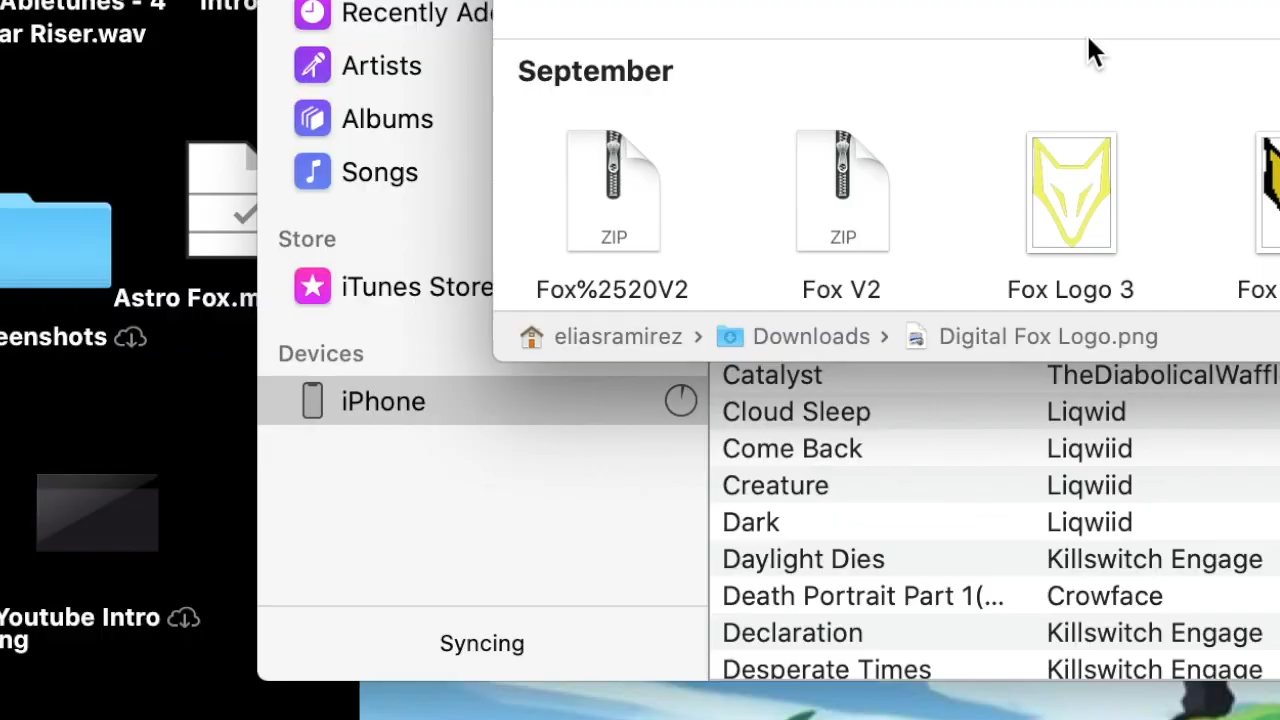 Abletunes - 4
ar Riser.wav
Intro
Astro Fox.m
eenshots
Youtube Intro
ng
Recently Ad
Artists
Albums
Songs
Store
iTunes Store
Devices
iPhone
Syncing
September
ZIP
ZIP
Fox%2520V2
Fox V2
Fox Logo 3
Fox
eliasramirez › Downloads › Digital Fox Logo.png
Catalyst TheDiabolicalWaffl
Cloud Sleep Liqwid
Come Back Liqwiid
Creature Liqwiid
Dark Liqwiid
Daylight Dies Killswitch Engage
Death Portrait Part 1(... Crowface
Declaration Killswitch Engage
Desperate Times Killswitch Engage